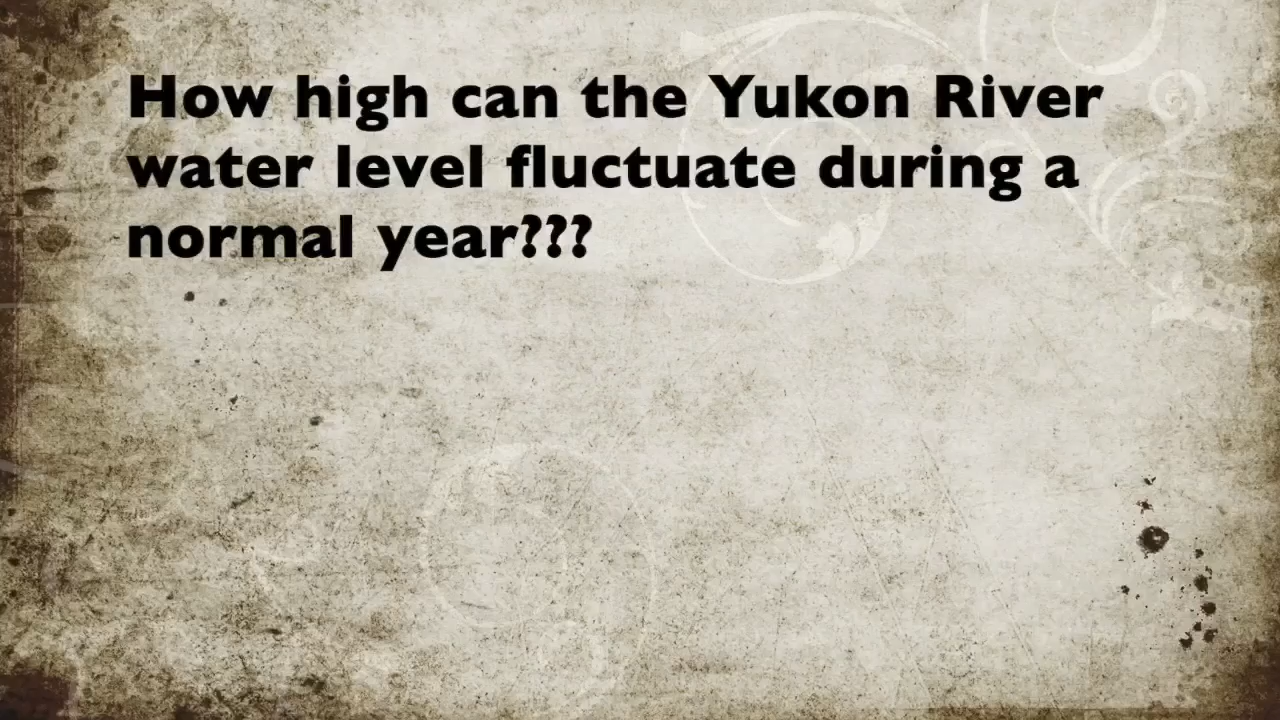 How high can the Yukon River
water level fluctuate during a
normal year???